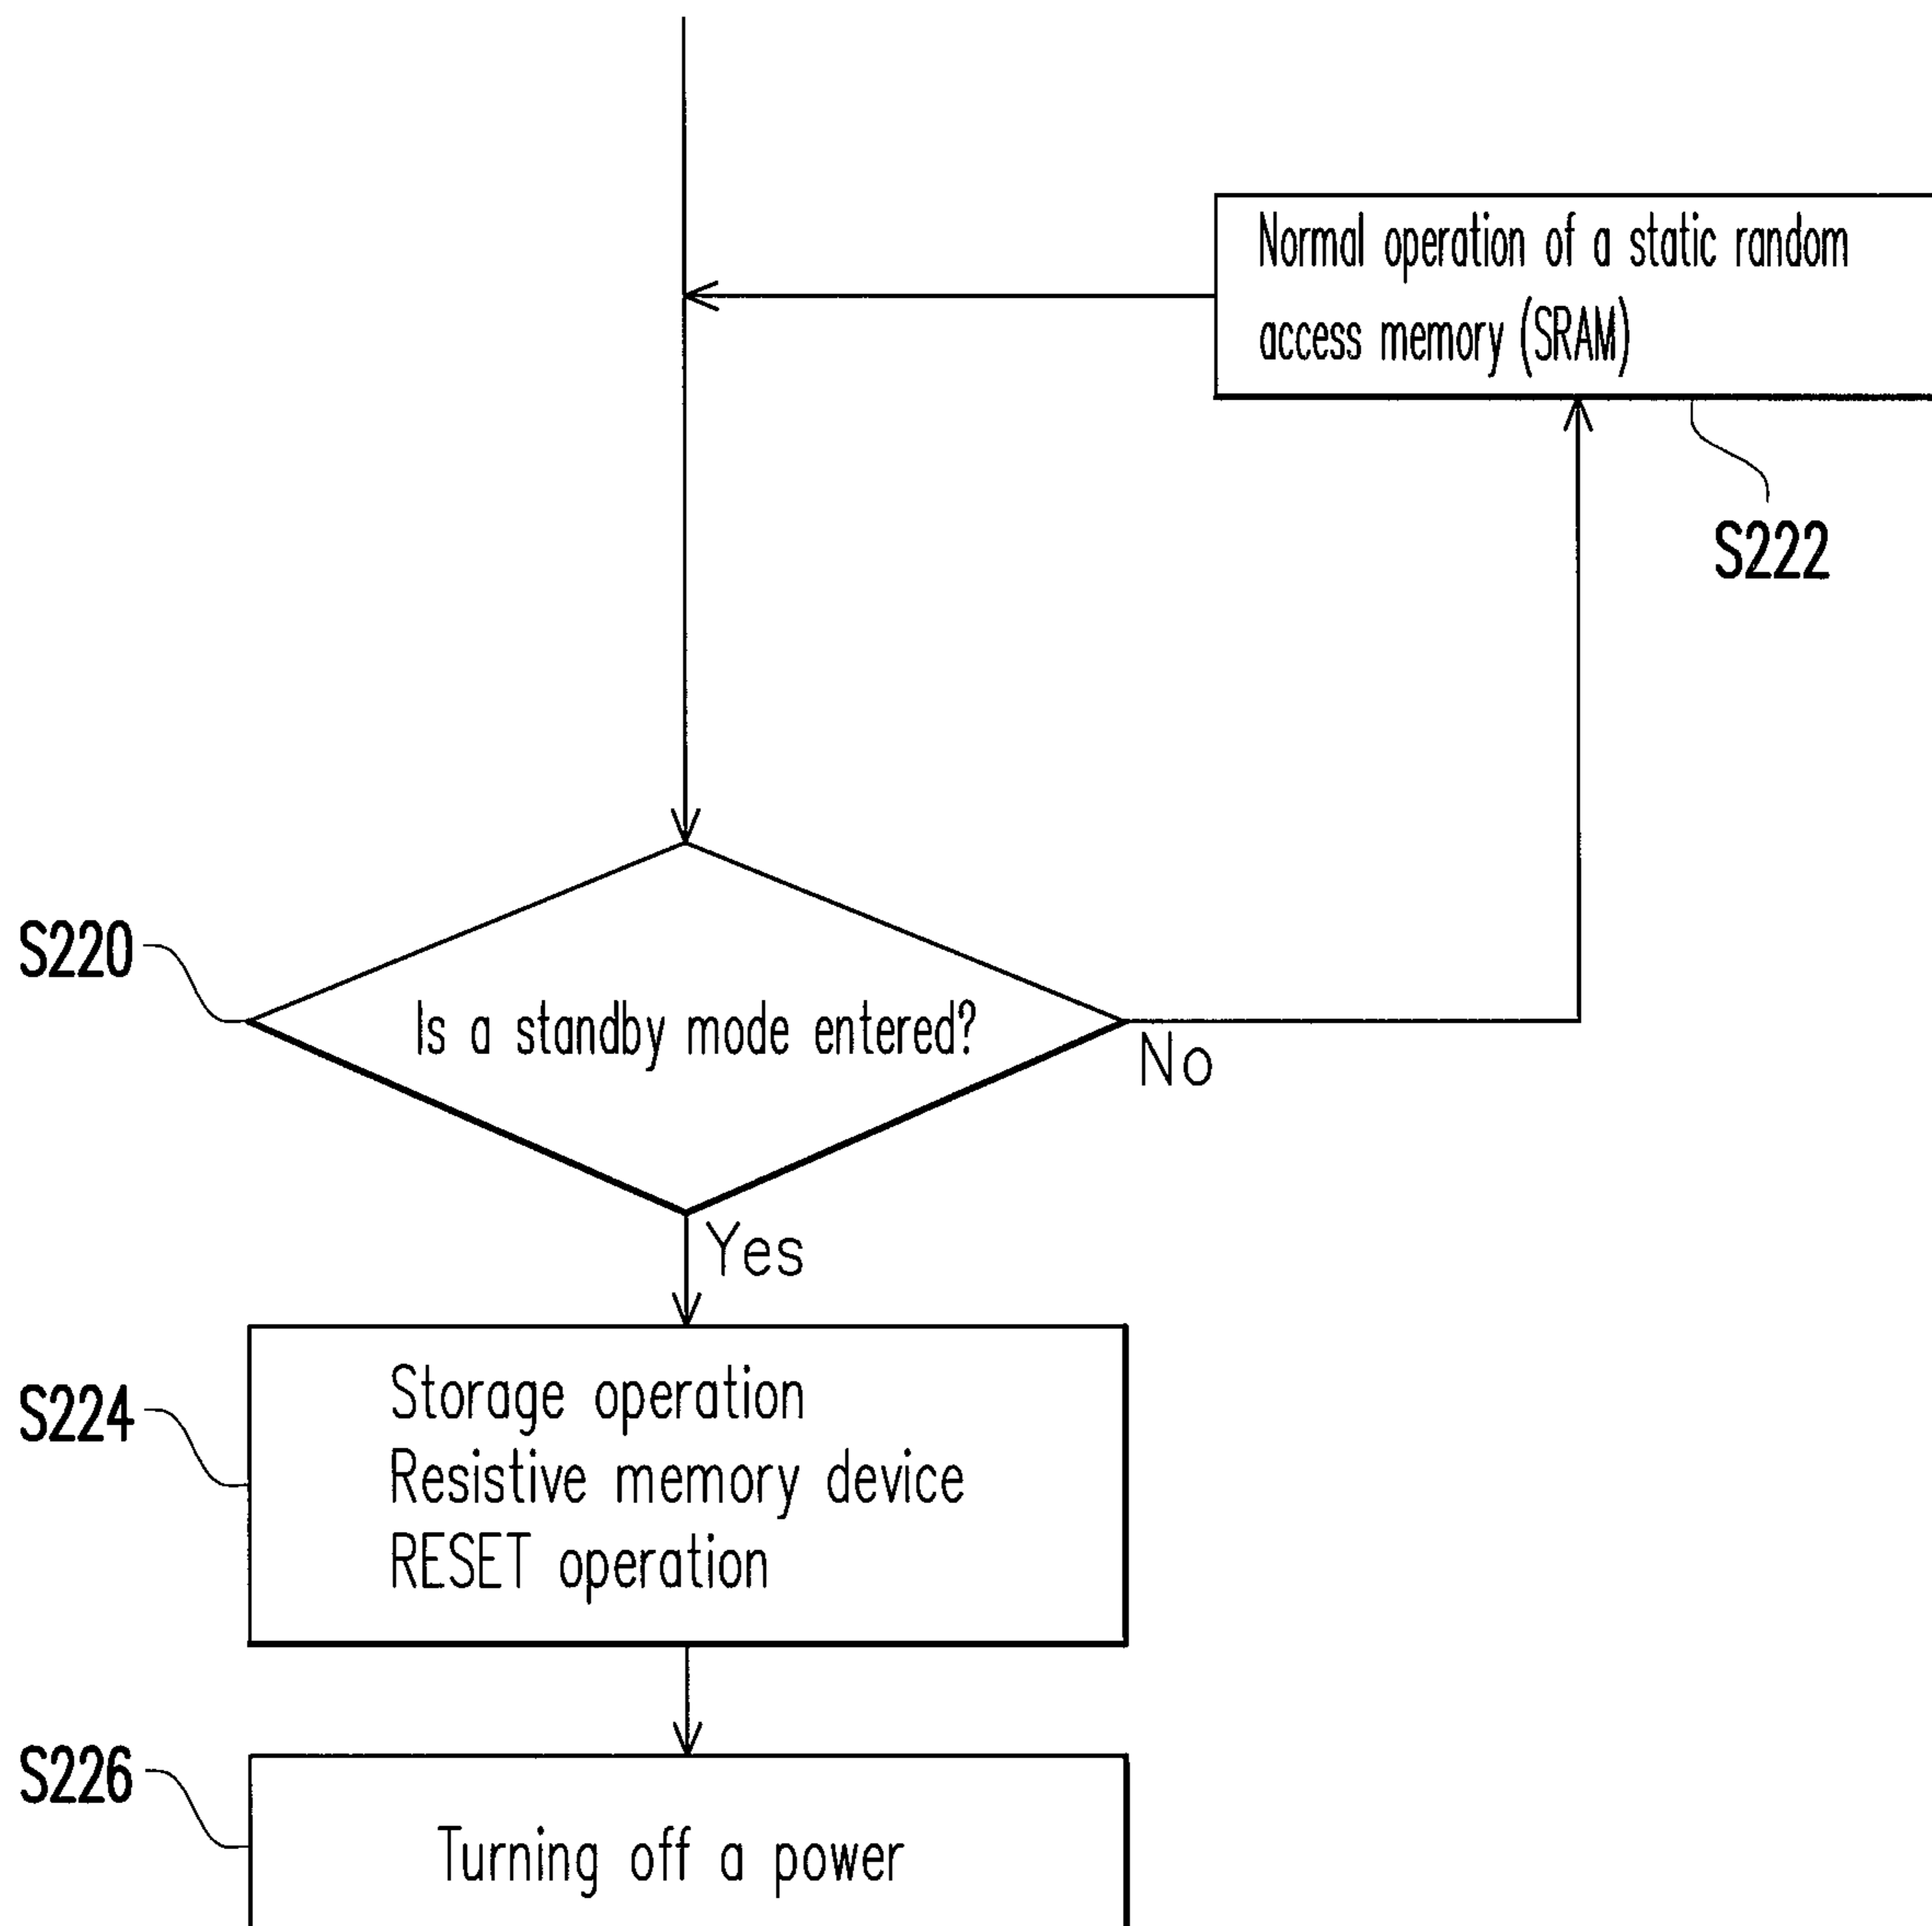 Normal operation of a static random
access memory (SRAM)
S222
S220
Is a standby mode entered?
No
Yes
S224
Storage operation
Resistive memory device
RESET operation
S226
Turning off a power